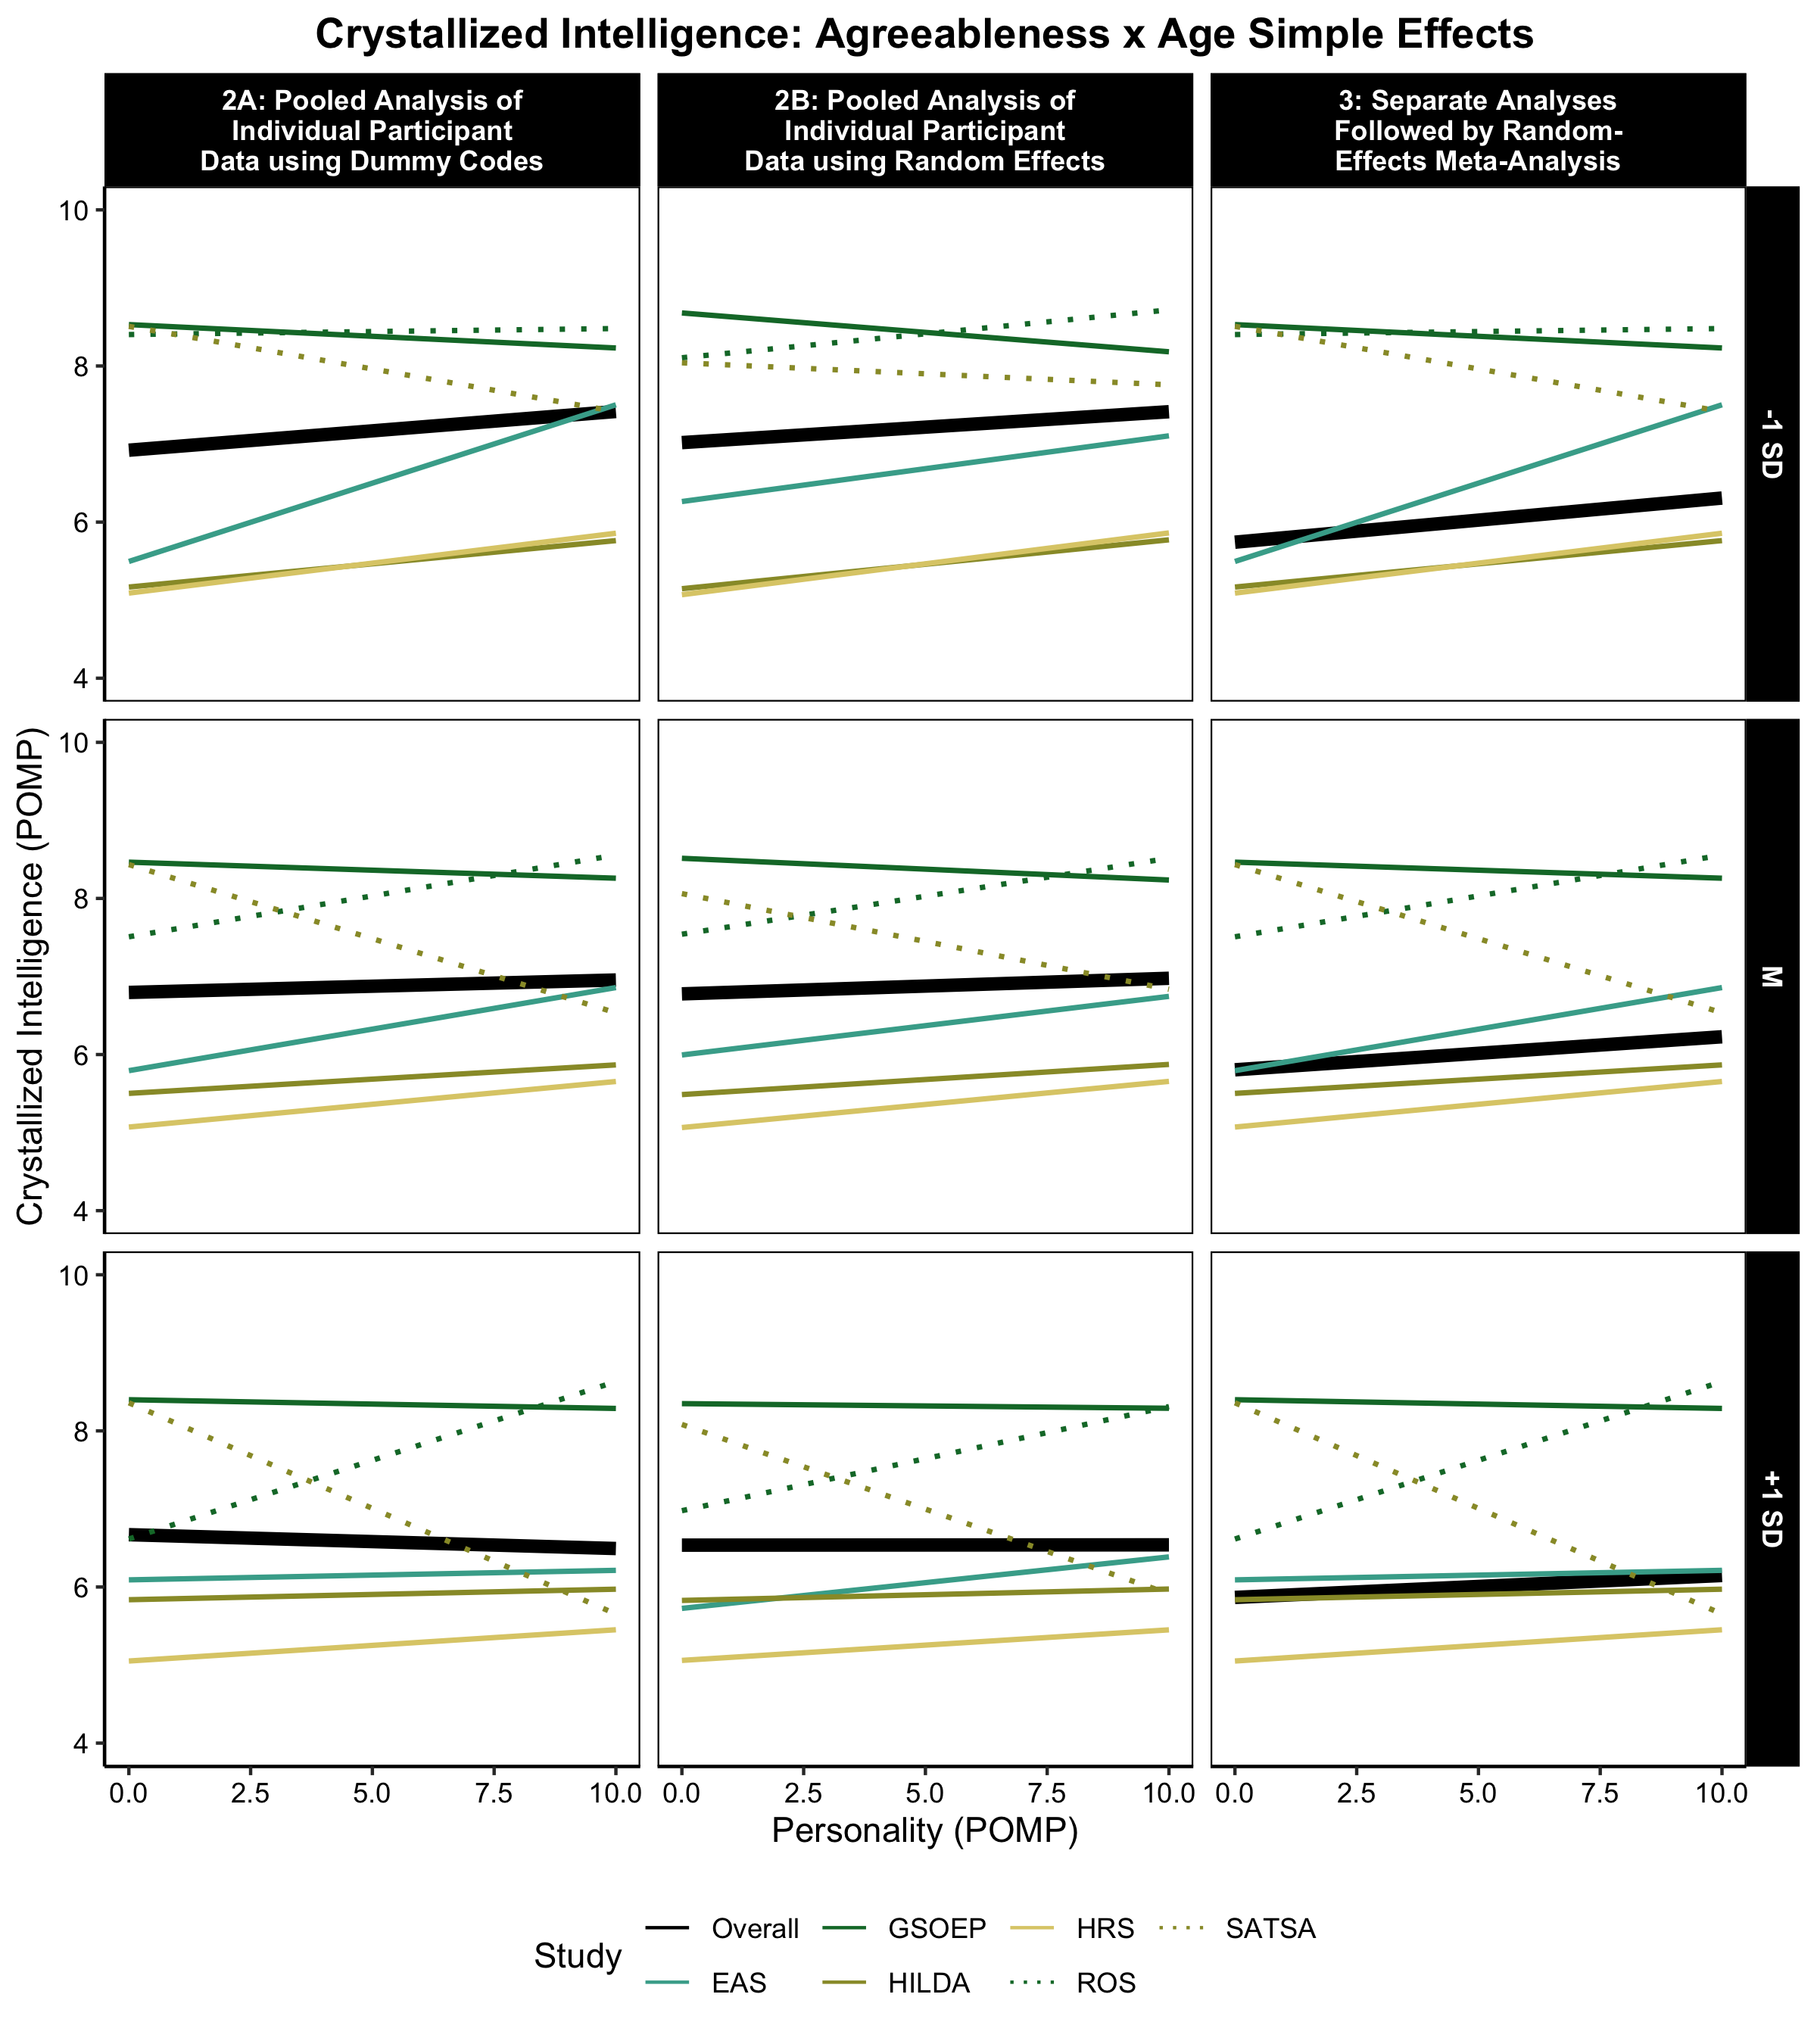 Crystallized Intelligence: Agreeableness x Age Simple Effects
2A: Pooled Analysis of
Individual Participant
Data using Dummy Codes
2B: Pooled Analysis of
Individual Participant
Data using Random Effects
3: Separate Analyses
Followed by Random-
Effects Meta-Analysis
Crystallized Intelligence (POMP)
10
8
6
4
-1 SD
10
8
6
4
M
10
8
6
4
+1 SD
0.0 2.5 5.0 7.5 10.0
0.0 2.5 5.0 7.5 10.0
0.0 2.5 5.0 7.5 10.0
Personality (POMP)
Study
Overall GSOEP HRS SATSA
EAS HILDA ROS